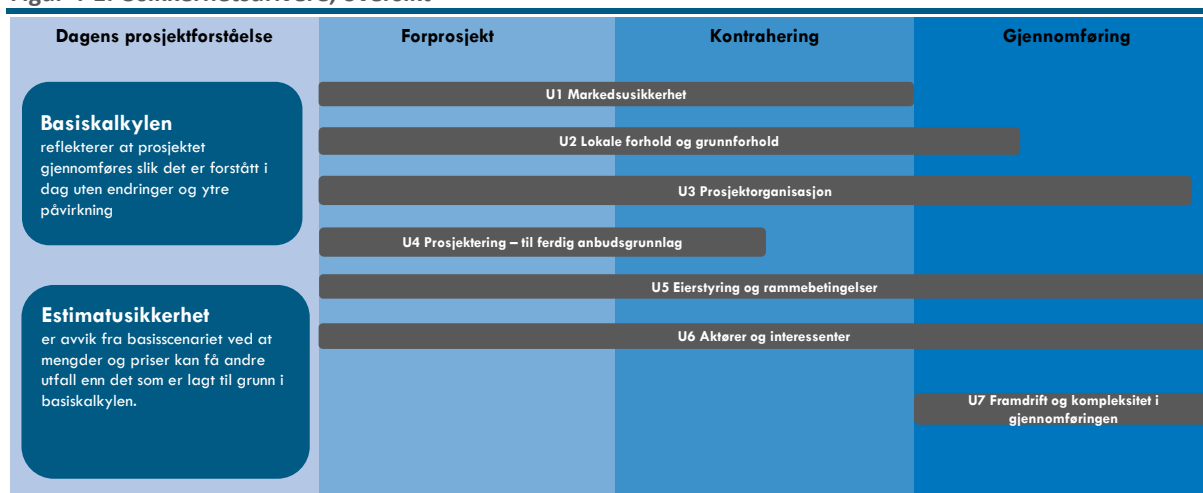 Dagens prosjektforståelse
Forprosjekt
Kontrahering
Gjennomføring
Basiskalkylen
reflekterer at prosjektet
gjennomføres slik det er forstått i
dag uten endringer og ytre
påvirkning
Estimatusikkerhet
er avvik fra basisscenariet ved at
mengder og priser kan få andre
utfall enn det som er lagt til grunn i
basiskalkylen.
U1 Markedsusikkerhet
U2 Lokale forhold og grunnforhold
U3 Prosjektorganisasjon
U4 Prosjektering – til ferdig anbudsgrunnlag
U5 Eierstyring og rammebetingelser
U6 Aktører og interessenter
U7 Framdrift og kompleksitet i
gjennomføringen